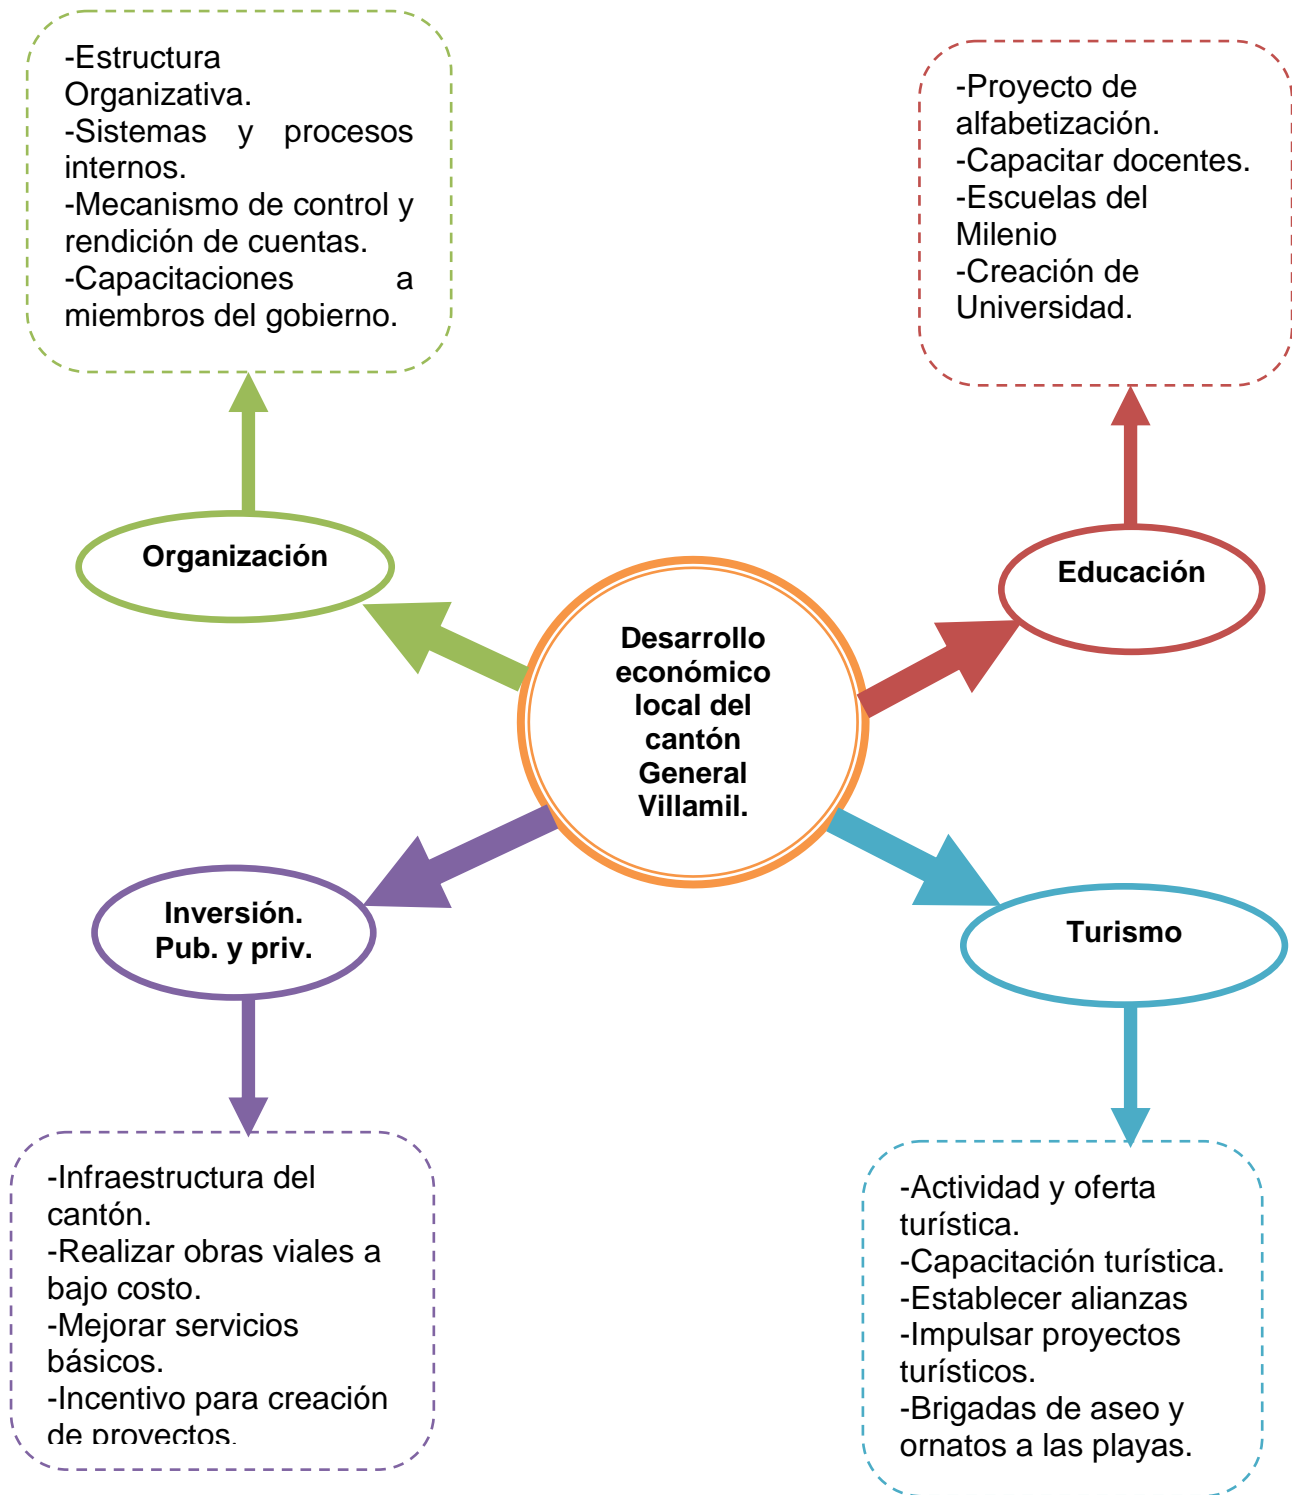 -Estructura
Organizativa.
-Sistemas y procesos
internos.
-Mecanismo de control y
rendición de cuentas.
-Capacitaciones a
miembros del gobierno.
-Proyecto de
alfabetización.
-Capacitar docentes.
-Escuelas del
Milenio
-Creación de
Universidad.
Organización
Educación
Desarrollo
económico
local del
cantón
General
Villamil.
Inversión.
Pub. y priv.
Turismo
-Infraestructura del
cantón.
-Realizar obras viales a
bajo costo.
-Mejorar servicios
básicos.
-Incentivo para creación
de proyectos.
-Actividad y oferta
turística.
-Capacitación turística.
-Establecer alianzas
-Impulsar proyectos
turísticos.
-Brigadas de aseo y
ornatos a las playas.